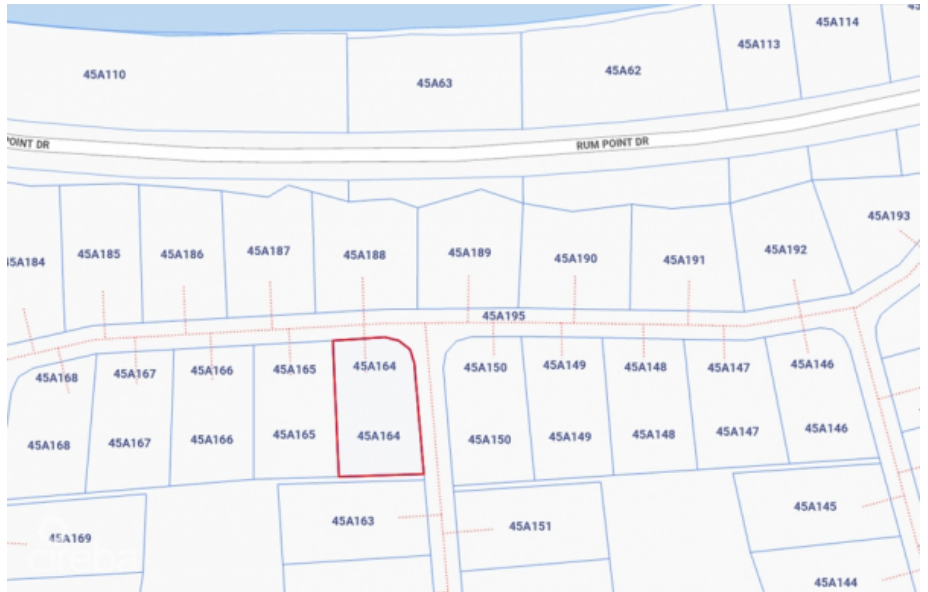 45A114
45A113
45A110
45A63
45A62
POINT DR
RUM POINT DR
45A193
45A184
45A185
45A186
45A187
45A188
45A189
45A190
45A191
45A192
45A195
45A168
45A167
45A166
45A165
45A164
45A150
45A149
45A148
45A147
45A146
45A168
45A167
45A166
45A165
45A164
45A150
45A149
45A148
45A147
45A146
45A169
45A163
45A151
45A145
45A144
cireba